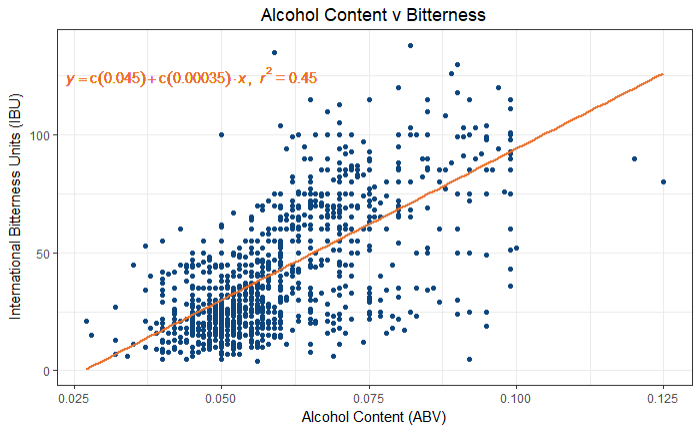 Alcohol Content v Bitterness
y = c(0.045) + c(0.00035) · x, r² = 0.45
International Bitterness Units (IBU)
100
50
0
0.025 0.050 0.075 0.100 0.125
Alcohol Content (ABV)